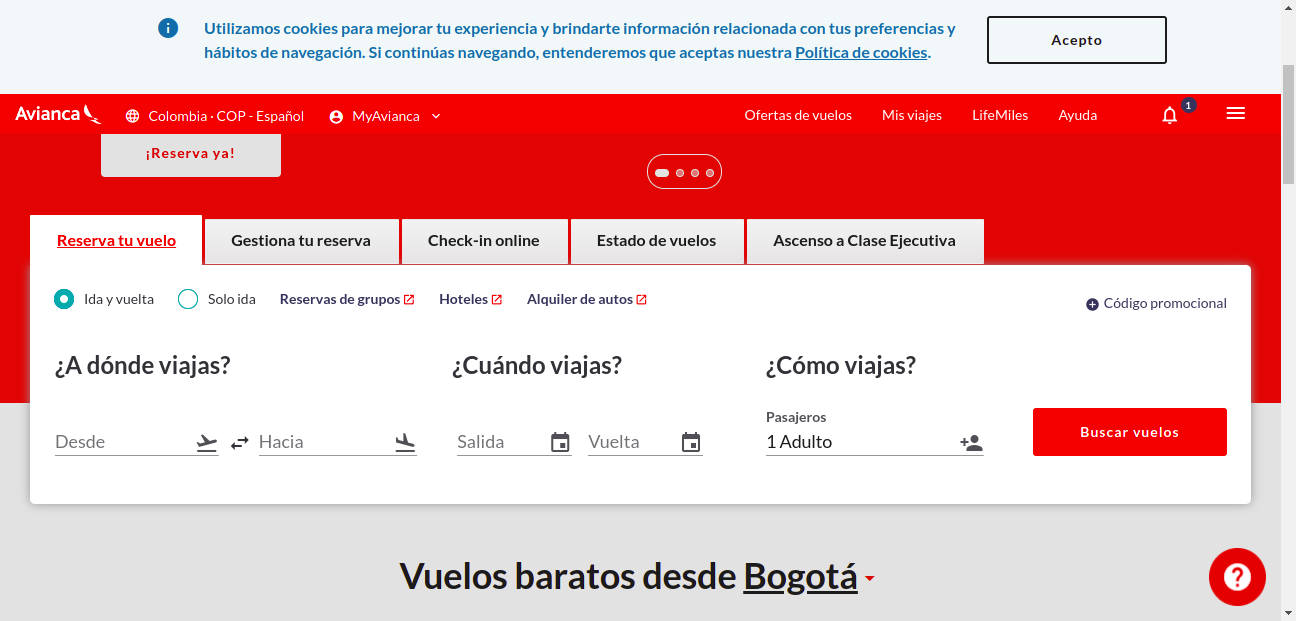 Utilizamos cookies para mejorar tu experiencia y brindarte información relacionada con tus preferencias y
hábitos de navegación. Si continúas navegando, entenderemos que aceptas nuestra Política de cookies.
Acepto
Avianca
Colombia · COP - Español
MyAvianca
Ofertas de vuelos
Mis viajes
LifeMiles
Ayuda
1
¡Reserva ya!
Reserva tu vuelo
Gestiona tu reserva
Check-in online
Estado de vuelos
Ascenso a Clase Ejecutiva
Ida y vuelta
Solo ida
Reservas de grupos
Hoteles
Alquiler de autos
Código promocional
¿A dónde viajas?
¿Cuándo viajas?
¿Cómo viajas?
Desde
Hacia
Salida
Vuelta
Pasajeros
1 Adulto
Buscar vuelos
Vuelos baratos desde Bogotá